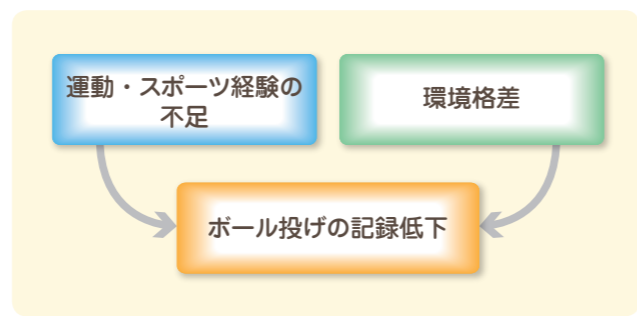 運動・スポーツ経験の
不足
環境格差
ボール投げの記録低下